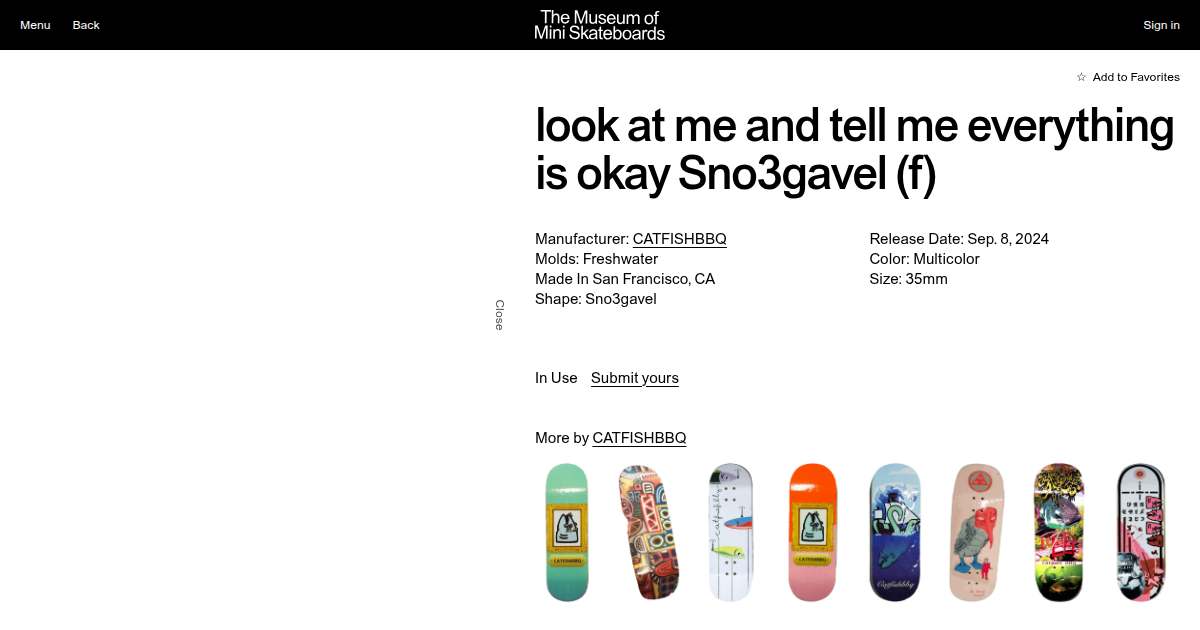 Menu
Back
The Museum of
Mini Skateboards
Sign in
☆ Add to Favorites
look at me and tell me everything
is okay Sno3gavel (f)
Manufacturer: CATFISHBBQ
Molds: Freshwater
Made In San Francisco, CA
Shape: Sno3gavel
Release Date: Sep. 8, 2024
Color: Multicolor
Size: 35mm
Close
In Use
Submit yours
More by CATFISHBBQ
CATFISHBBQ
CATFISHBBQ